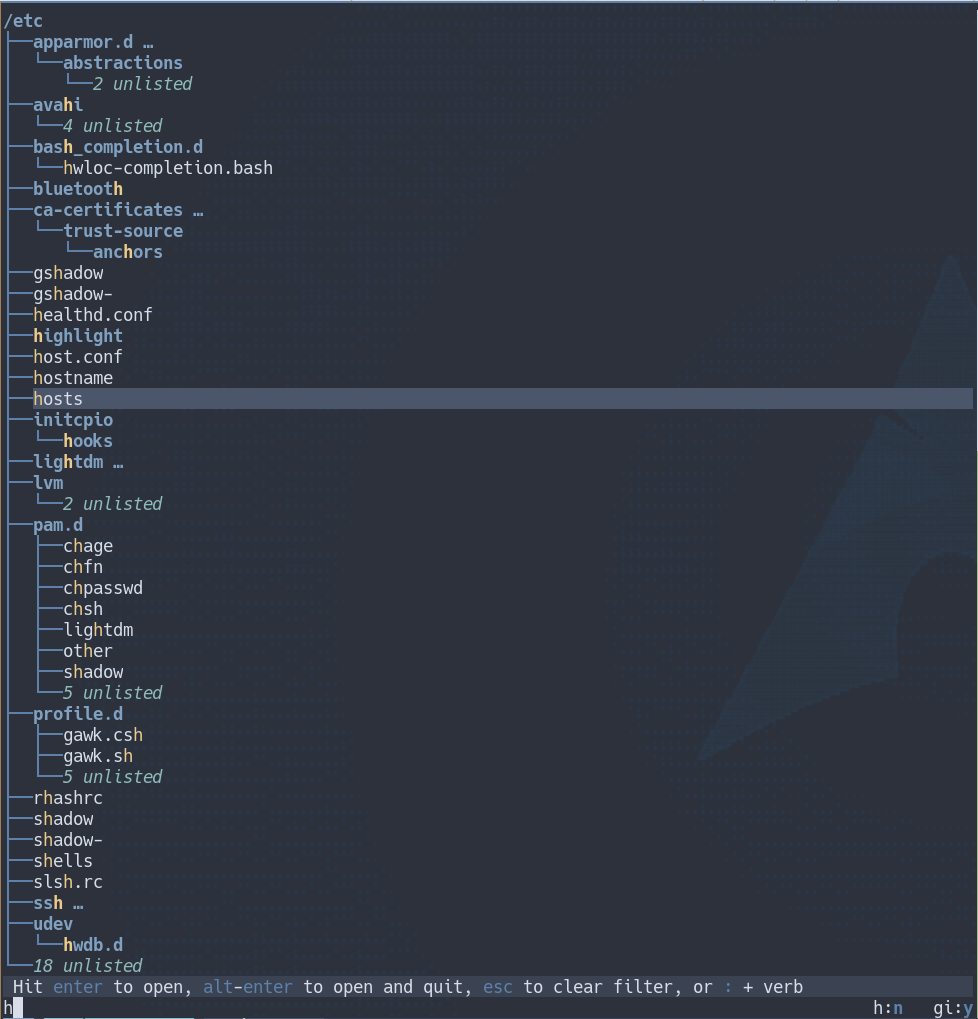 /etc
apparmor.d …
abstractions
2 unlisted
avahi
4 unlisted
bash_completion.d
hwloc-completion.bash
bluetooth
ca-certificates …
trust-source
anchors
gshadow
gshadow-
healthd.conf
highlight
host.conf
hostname
hosts
initcpio
hooks
lightdm …
lvm
2 unlisted
pam.d
chage
chfn
chpasswd
chsh
lightdm
other
shadow
5 unlisted
profile.d
gawk.csh
gawk.sh
5 unlisted
rhashrc
shadow
shadow-
shells
slsh.rc
ssh …
udev
hwdb.d
18 unlisted
Hit enter to open, alt-enter to open and quit, esc to clear filter, or : + verb
h h:n gi:y